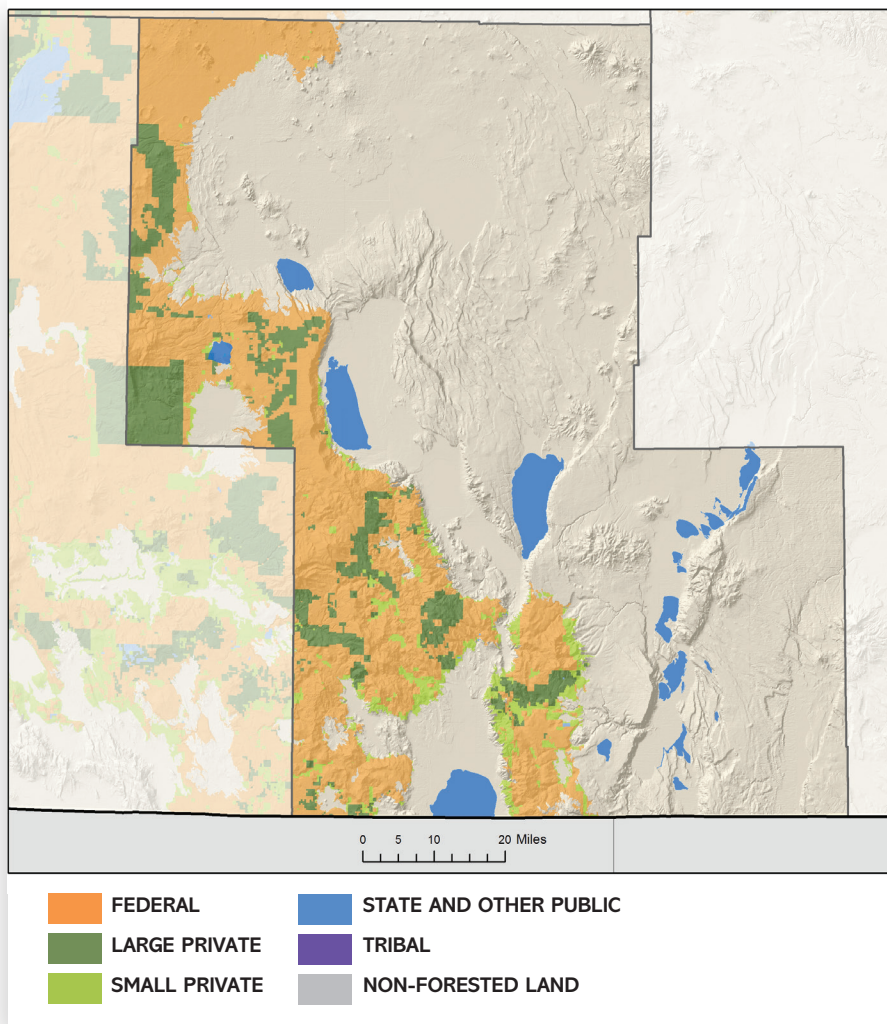 0 5 10 20 Miles
FEDERAL
LARGE PRIVATE
SMALL PRIVATE
STATE AND OTHER PUBLIC
TRIBAL
NON-FORESTED LAND